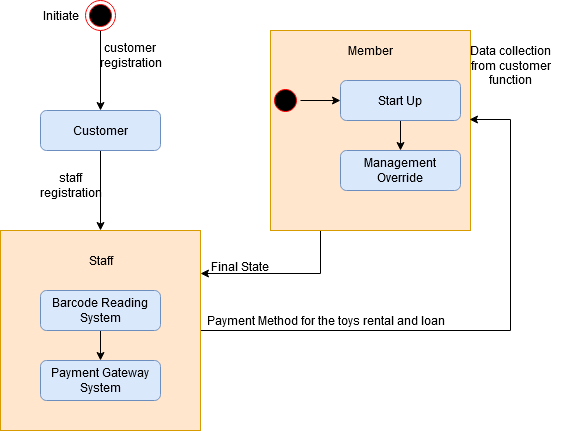 Initiate
customer
registration
Customer
staff
registration
Member
Start Up
Management
Override
Data collection
from customer
function
Staff
Barcode Reading
System
Payment Gateway
System
Final State
Payment Method for the toys rental and loan